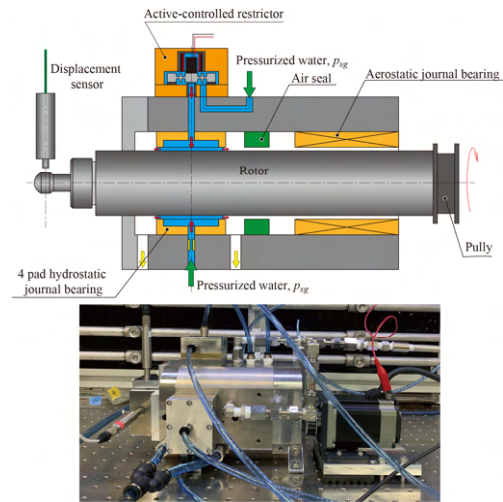 Active-controlled restrictor
Displacement
sensor
Pressurized water, psg
Air seal
Aerostatic journal bearing
Rotor
Pully
4 pad hydrostatic
journal bearing
Pressurized water, psg